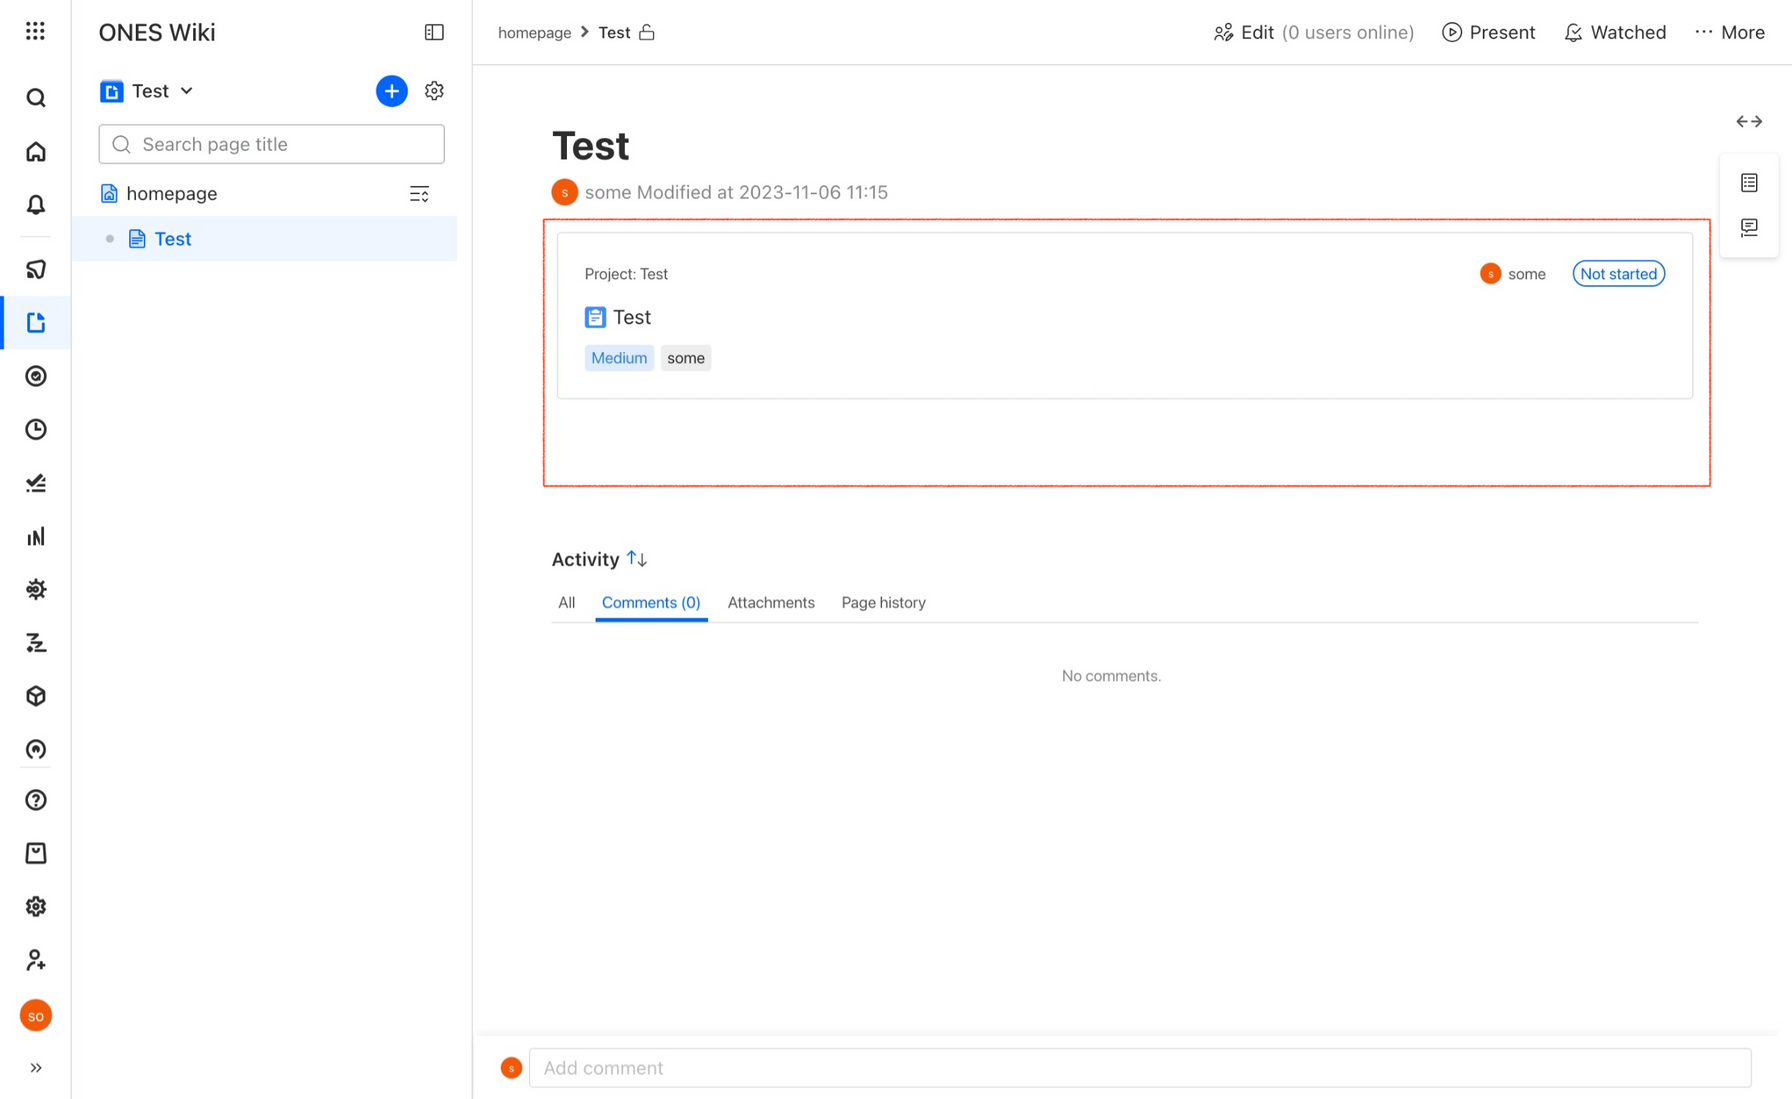 ONES Wiki
homepage Test
Edit (0 users online)
Present
Watched
More
Test
Search page title
homepage
Test
Test
s some Modified at 2023-11-06 11:15
Project: Test
s some
Not started
Test
Medium some
Activity
All
Comments (0)
Attachments
Page history
No comments.
so
s
Add comment